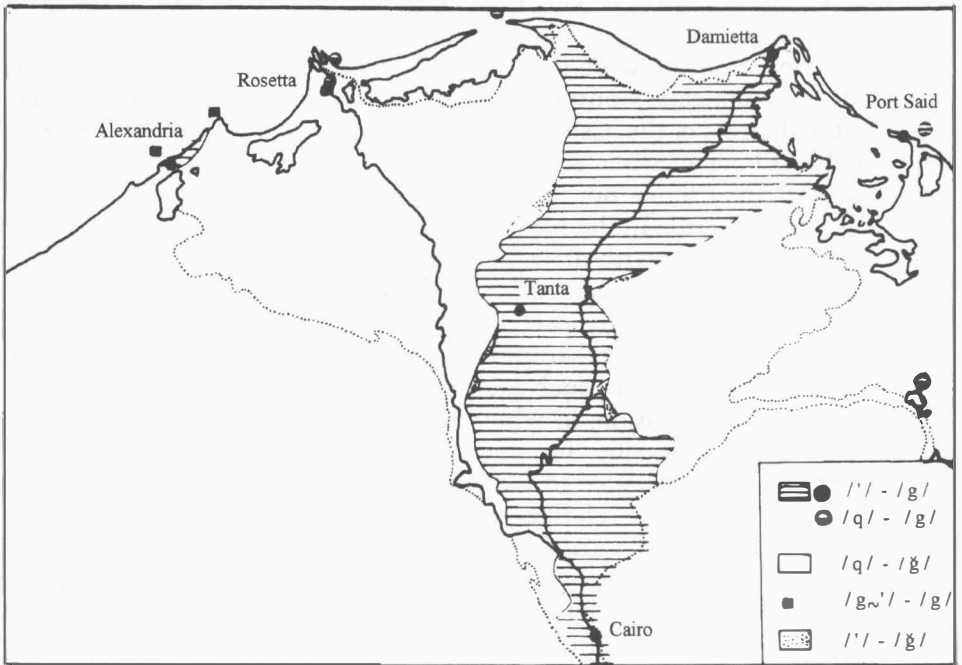 Damietta
Rosetta
Port Said
Alexandria
Tanta
Cairo
/'/ - /g/
/q/ - /g/
/q/ - /ğ/
/g~'/ - /g/
/'/ - /ğ/